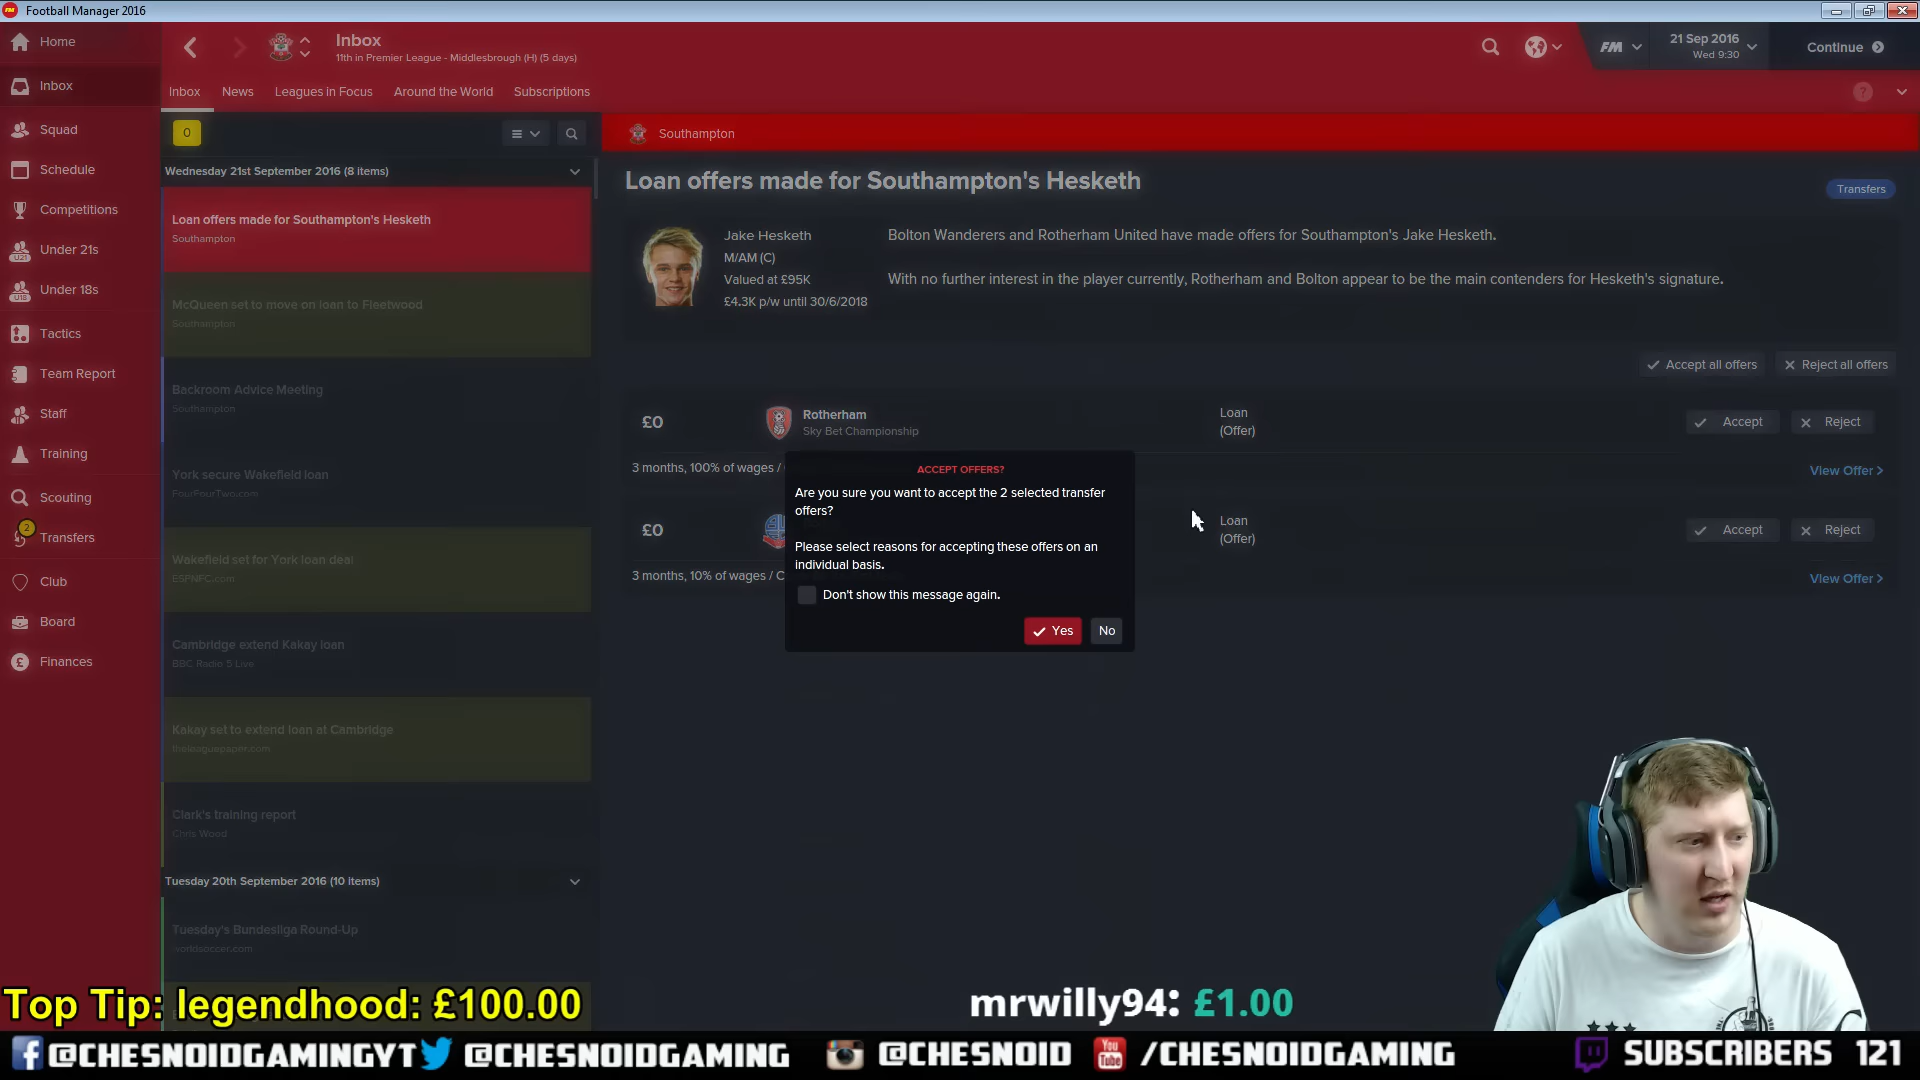 Football Manager 2016
Home
Inbox
Squad
Schedule
Competitions
Under 21s
Under 18s
Tactics
Team Report
Staff
Training
Scouting
2
Transfers
Club
Board
Finances
Inbox
11th in Premier League - Middlesbrough (H) (5 days)
FM
21 Sep 2016
Wed 9:30
Continue
Inbox News Leagues in Focus Around the World Subscriptions
?
0
Wednesday 21st September 2016 (8 items)
Loan offers made for Southampton's Hesketh
Southampton
McQueen set to move on loan to Fleetwood
Southampton
Backroom Advice Meeting
Southampton
York secure Wakefield loan
FourFourTwo.com
Wakefield set for York loan deal
ESPNFC.com
Cambridge extend Kakay loan
BBC Radio 5 Live
Kakay set to extend loan at Cambridge
theleaguepaper.com
Clark's training report
Chris Wood
Tuesday 20th September 2016 (10 items)
Tuesday's Bundesliga Round-Up
worldsoccer.com
Southampton
Loan offers made for Southampton's Hesketh
Transfers
Jake Hesketh
M/AM (C)
Valued at £95K
£4.3K p/w until 30/6/2018
Bolton Wanderers and Rotherham United have made offers for Southampton's Jake Hesketh.
With no further interest in the player currently, Rotherham and Bolton appear to be the main contenders for Hesketh's signature.
Accept all offers Reject all offers
£0 Rotherham
Sky Bet Championship
Loan
(Offer)
Accept Reject
3 months, 100% of wages /
View Offer >
£0
Loan
(Offer)
Accept Reject
3 months, 10% of wages / C
View Offer >
ACCEPT OFFERS?
Are you sure you want to accept the 2 selected transfer
offers?
Please select reasons for accepting these offers on an
individual basis.
Don't show this message again.
Yes No
Top Tip: legendhood: £100.00
mrwilly94: £1.00
@CHESNOIDGAMINGYT @CHESNOIDGAMING @CHESNOID You Tube /CHESNOIDGAMING SUBSCRIBERS 121